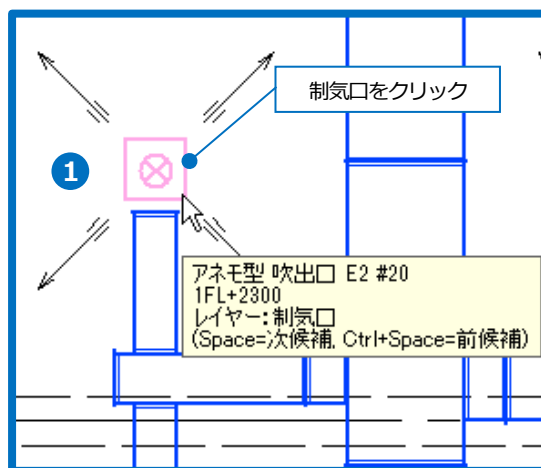 制気口をクリック
1
アネモ型 吹出口 E2 #20
1FL+2300
レイヤー:制気口
(Space=次候補, Ctrl+Space=前候補)